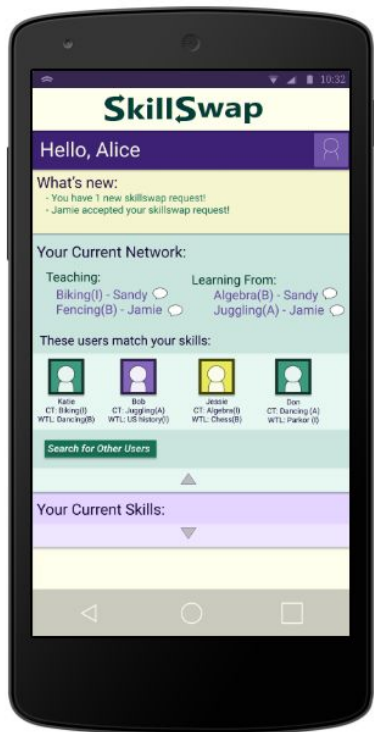 10:32
SkillSwap
Hello, Alice
What's new:
- You have 1 new skillswap request!
- Jamie accepted your skillswap request!
Your Current Network:
Teaching:
Biking(I) - Sandy
Fencing(B) - Jamie
Learning From:
Algebra(B) - Sandy
Juggling(A) - Jamie
These users match your skills:
Katie
CT: Biking(I)
WTL: Dancing(B)
Bob
CT: Juggling(A)
WTL: US history(I)
Jessie
CT: Algebra(I)
WTL: Chess(B)
Don
CT: Dancing (A)
WTL: Parkor (I)
Search for Other Users
Your Current Skills: